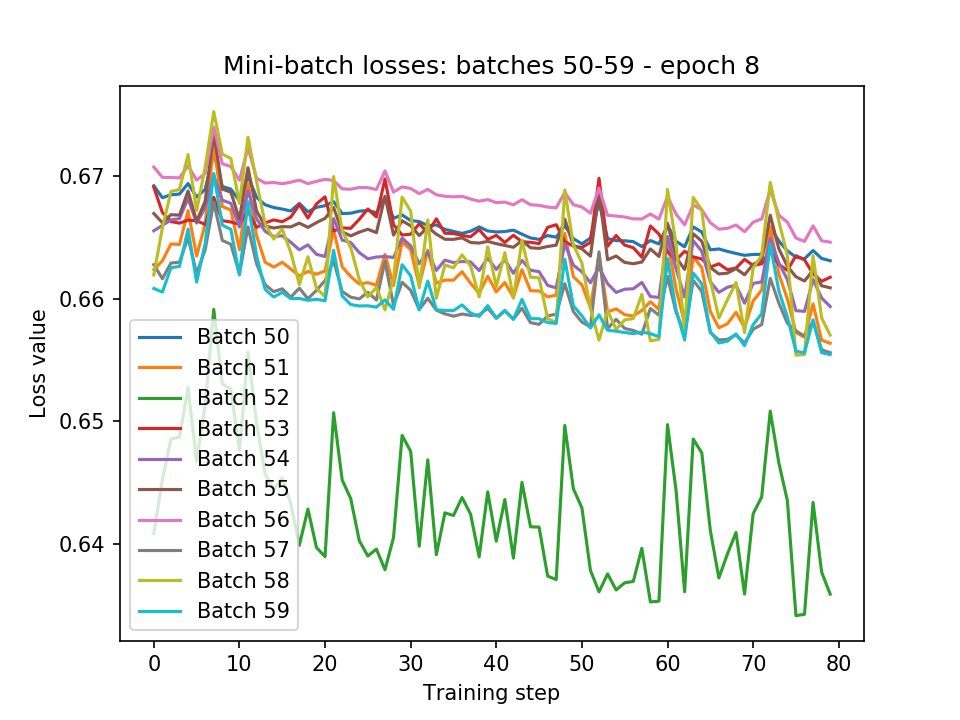 Mini-batch losses: batches 50-59 - epoch 8
Loss value
0.67
0.66
0.65
0.64
Batch 50
Batch 51
Batch 52
Batch 53
Batch 54
Batch 55
Batch 56
Batch 57
Batch 58
Batch 59
0 10 20 30 40 50 60 70 80
Training step